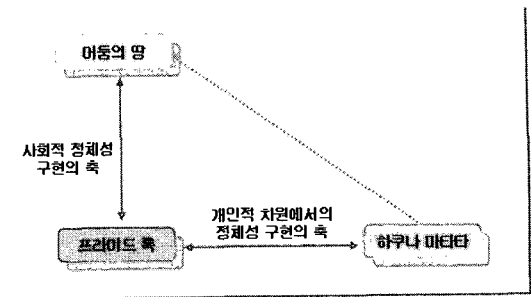 어둠의 땅
사회적 정체성
구현의 축
개인적 차원에서의
정체성 구현의 축
프라이드 록
하쿠나 마타타